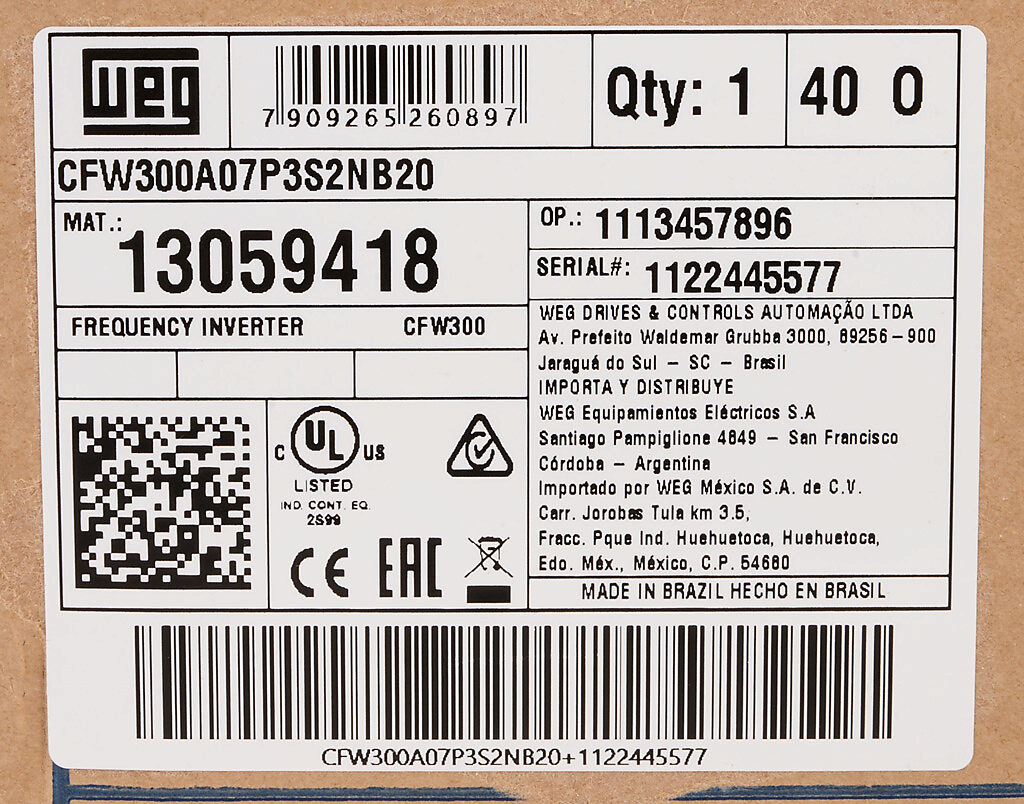 weg
7 909265 260897
Qty: 1
40 0
CFW300A07P3S2NB20
MAT.: 13059418
OP.: 1113457896
SERIAL#: 1122445577
FREQUENCY INVERTER CFW300
WEG DRIVES & CONTROLS AUTOMAÇÃO LTDA
Av. Prefeito Waldemar Grubba 3000, 89256-900
Jaraguá do Sul - SC - Brasil
IMPORTA Y DISTRIBUYE
WEG Equipamientos Eléctricos S.A
Santiago Pampiglione 4849 - San Francisco
Córdoba - Argentina
Importado por WEG México S.A. de C.V.
Carr. Jorobas Tula km 3.5,
Fracc. Pque Ind. Huehuetoca, Huehuetoca,
Edo. Méx., México, C.P. 54680
MADE IN BRAZIL HECHO EN BRASIL
C UL US
LISTED
IND. CONT. EQ.
2S99
CE EAC
CFW300A07P3S2NB20+1122445577